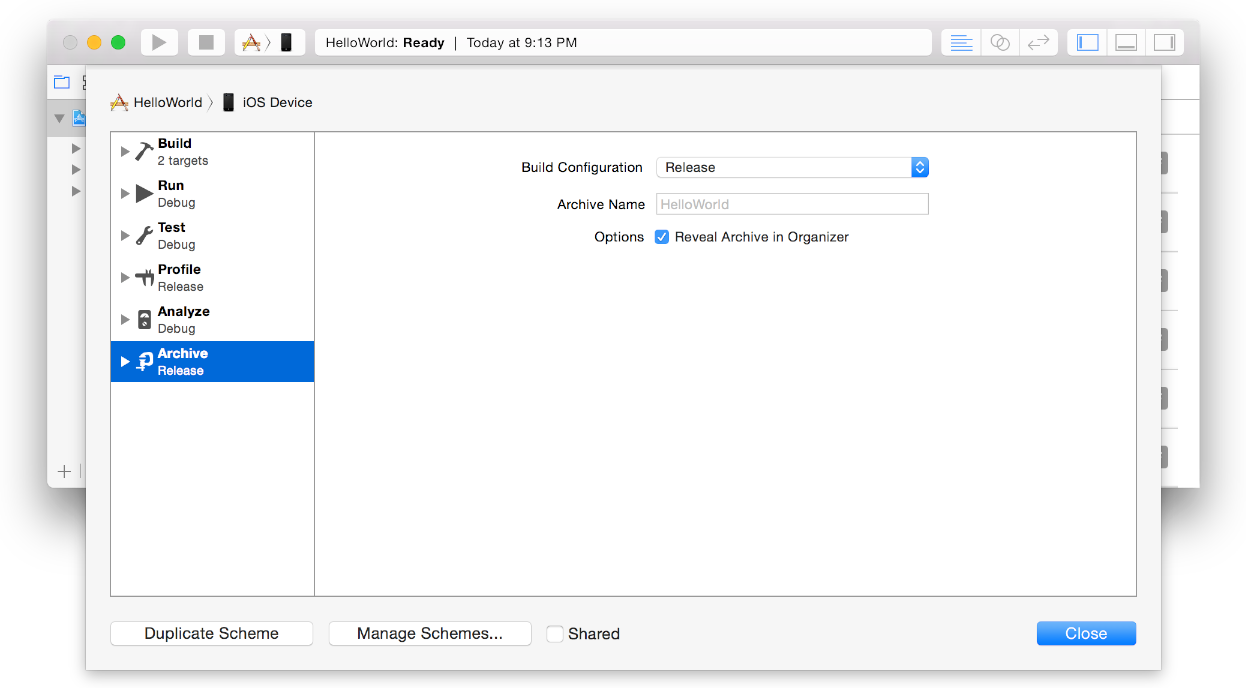 HelloWorld: Ready | Today at 9:13 PM
HelloWorld 〉 iOS Device
Build
2 targets
Run
Debug
Test
Debug
Profile
Release
Analyze
Debug
Archive
Release
Build Configuration Release
Archive Name HelloWorld
Options Reveal Archive in Organizer
Duplicate Scheme Manage Schemes... Shared Close